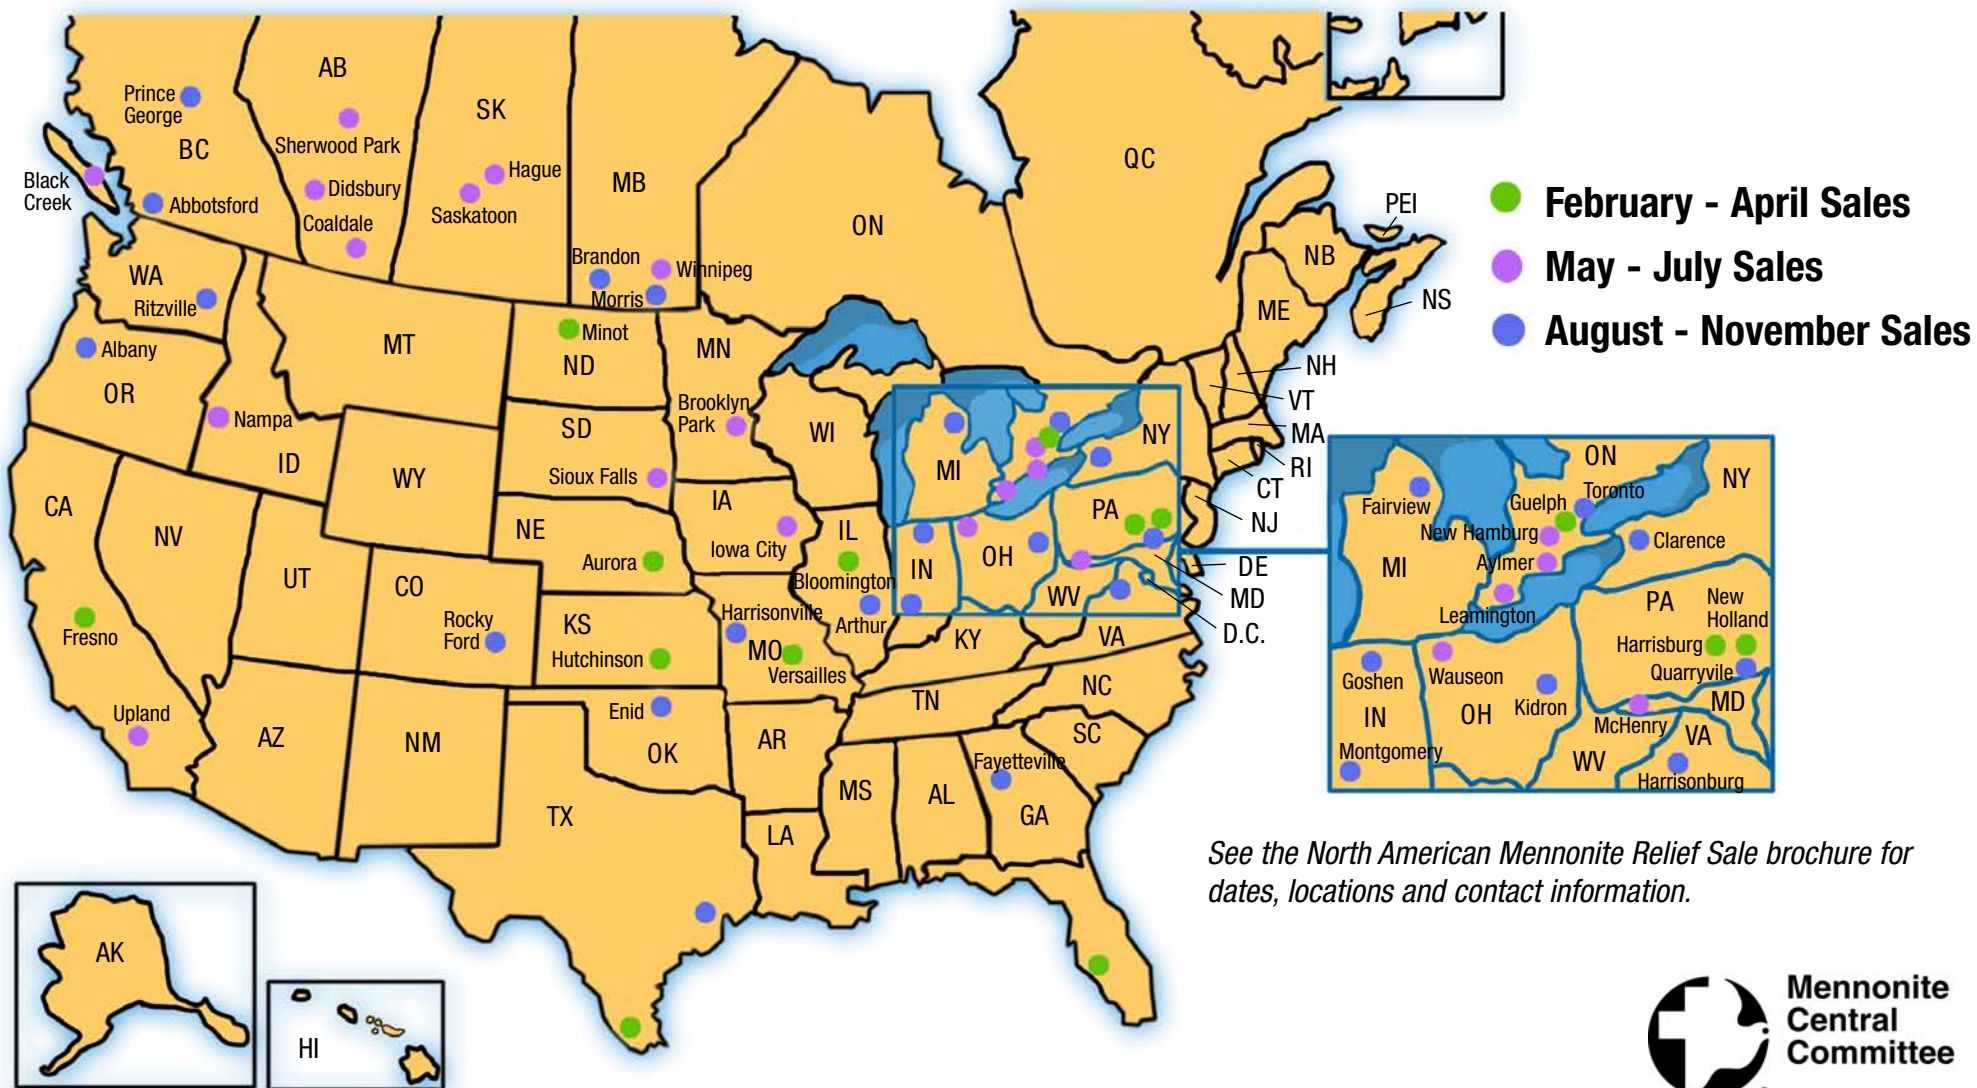 AB
Prince
George
BC
Sherwood Park
SK
Black
Creek
Abbotsford
Didsbury
Coaldale
Hague
Saskatoon
MB
Brandon
Winnipeg
Morris
ON
QC
PEI
NB
NS
ME
NH
VT
MA
RI
CT
NJ
DE
MD
D.C.
February - April Sales
May - July Sales
August - November Sales
WA
Ritzville
Albany
OR
MT
Minot
ND
MN
Nampa
ID
WY
SD
Sioux Falls
Brooklyn
Park
WI
MI
NY
PA
CA
NV
UT
CO
NE
Aurora
IA
Iowa City
IL
Bloomington
IN
OH
WV
Fresno
Rocky
Ford
KS
Hutchinson
Harrisonville
MO
Versailles
Arthur
KY
VA
Upland
AZ
NM
Enid
OK
AR
TN
NC
SC
TX
LA
MS
AL
Fayetteville
GA
AK
HI
ON
NY
Fairview
Guelph
Toronto
New Hamburg
Clarence
MI
Aylmer
Leamington
PA
New
Holland
Harrisburg
Quarryvile
Goshen
Wauseon
IN
OH
Kidron
McHenry
MD
VA
Montgomery
WV
Harrisonburg
See the North American Mennonite Relief Sale brochure for
dates, locations and contact information.
Mennonite
Central
Committee